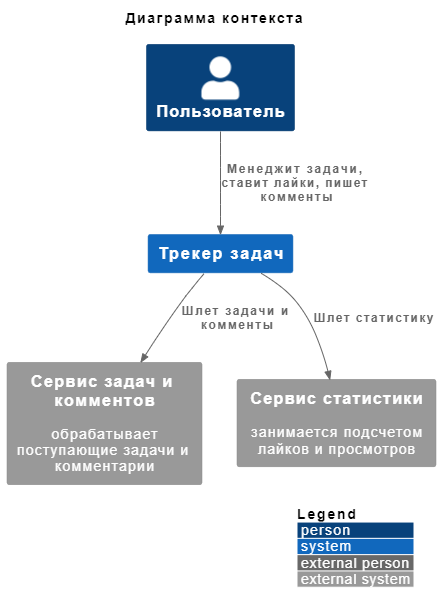 Диаграмма контекста
Пользователь
Менеджит задачи,
ставит лайки, пишет
комменты
Трекер задач
Шлет задачи и
комменты
Шлет статистику
Сервис задач и
комментов
обрабатывает
поступающие задачи и
комментарии
Сервис статистики
занимается подсчетом
лайков и просмотров
Legend
person
system
external person
external system